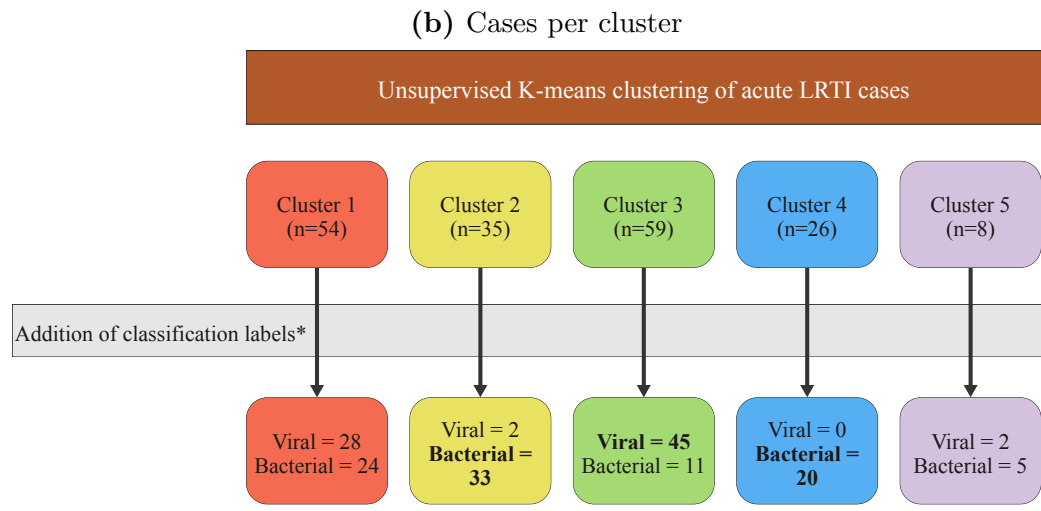 (b) Cases per cluster
Unsupervised K-means clustering of acute LRTI cases
Cluster 1
(n=54)
Cluster 2
(n=35)
Cluster 3
(n=59)
Cluster 4
(n=26)
Cluster 5
(n=8)
Addition of classification labels*
Viral = 28
Bacterial = 24
Viral = 2
Bacterial =
33
Viral = 45
Bacterial = 11
Viral = 0
Bacterial =
20
Viral = 2
Bacterial = 5